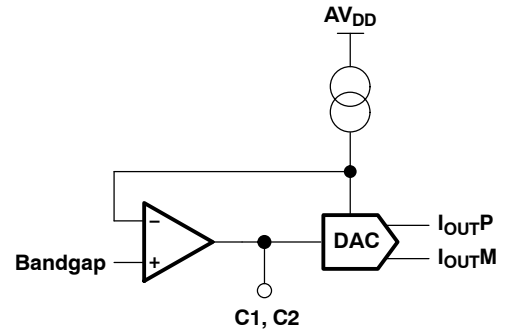 AVDD
−
+
Bandgap
DAC
IOUTP
IOUTM
C1, C2